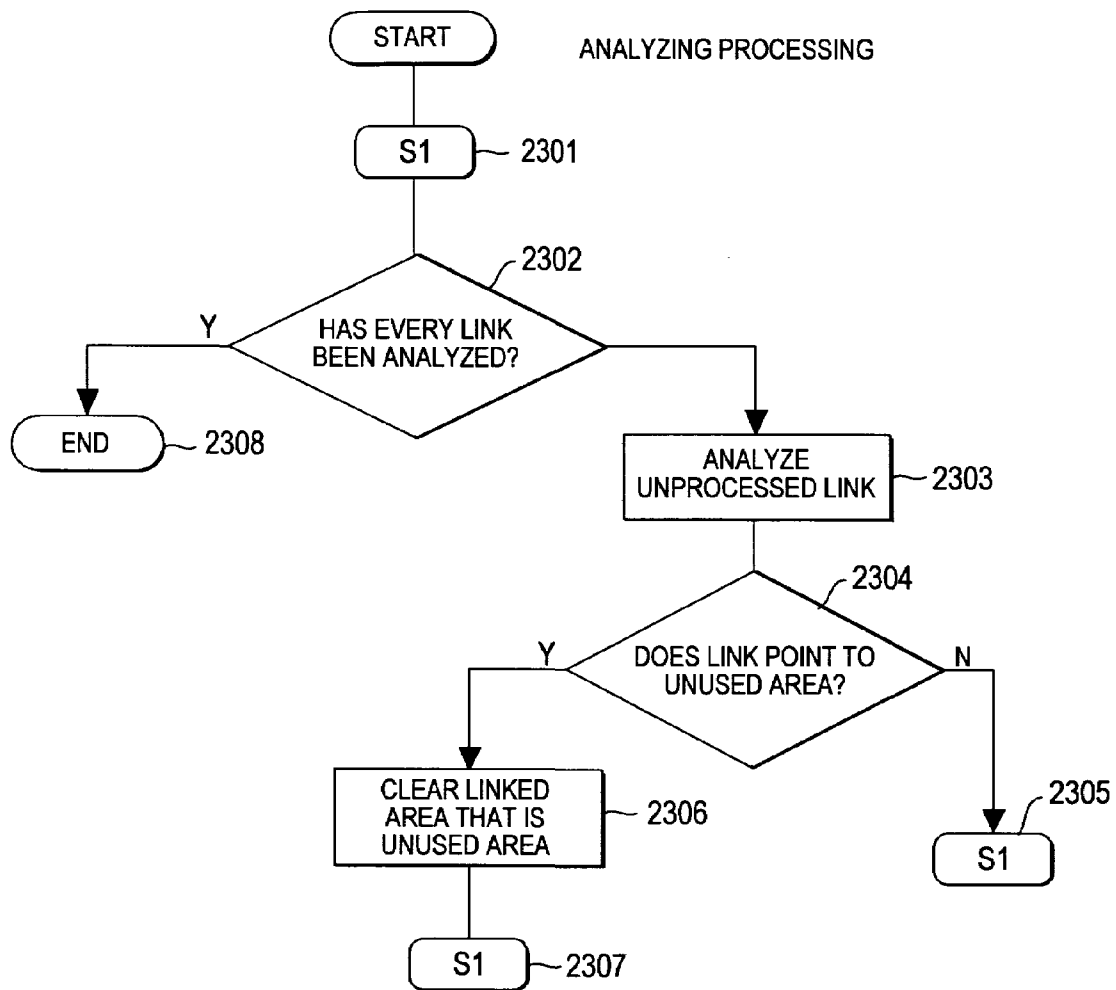 START
ANALYZING PROCESSING
S1
2301
2302
Y
HAS EVERY LINK
BEEN ANALYZED?
END
2308
ANALYZE
UNPROCESSED LINK
2303
2304
Y
DOES LINK POINT TO
UNUSED AREA?
N
CLEAR LINKED
AREA THAT IS
UNUSED AREA
2306
2305
S1
S1
2307